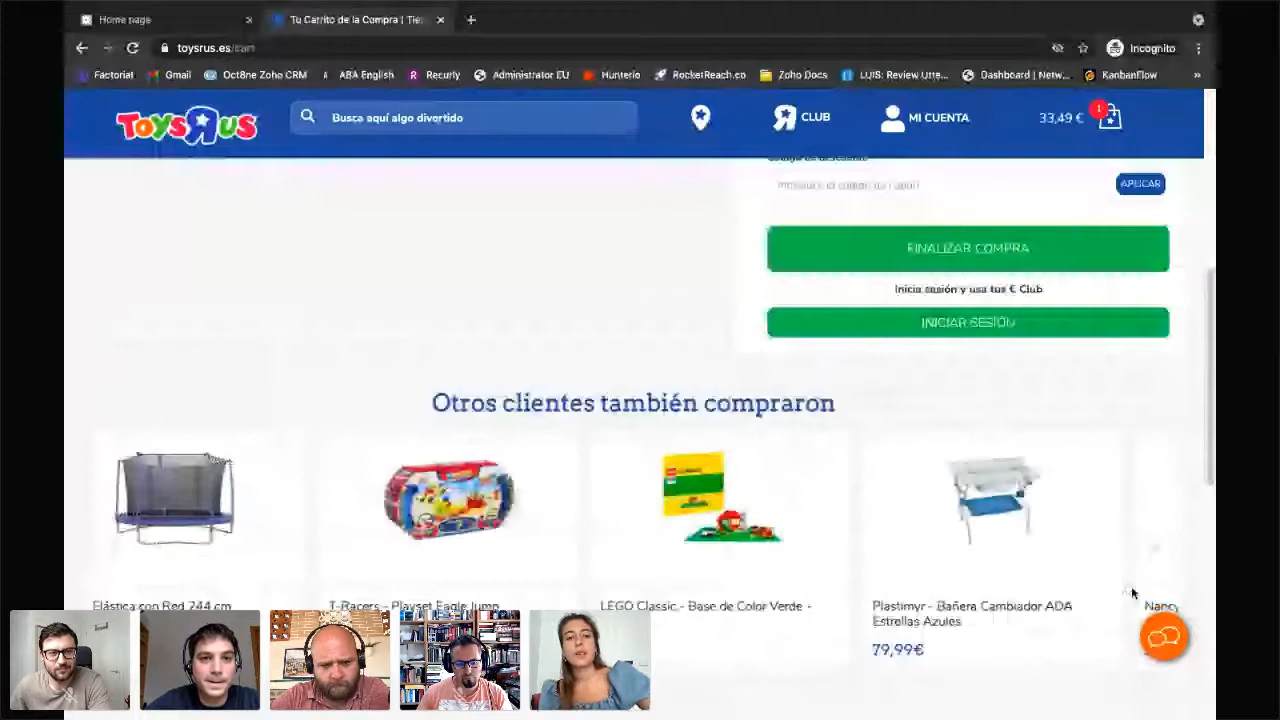 Home page
Tu Carrito de la Compra | Tie
toysrus.es/cart
Incognito
Factorial
Gmail
Oct8ne Zoho CRM
ABA English
Recurly
Administrator EU
Hunterio
RocketReach.co
Zoho Docs
Dashboard | Netw...
KanbanFlow
»
Toys R Us
Busca aquí algo divertido
CLUB
MI CUENTA
33,49 €
1
APLICAR
FINALIZAR COMPRA
Inicia sesión y usa tus € Club
INICIAR SESIÓN
Otros clientes también compraron
Elástica con Red 244 cm
T-Racers - Playset Eagle Jump
LEGO Classic - Base de Color Verde -
Plastimyr - Bañera Cambiador ADA
Estrellas Azules
79,99€
Nancy